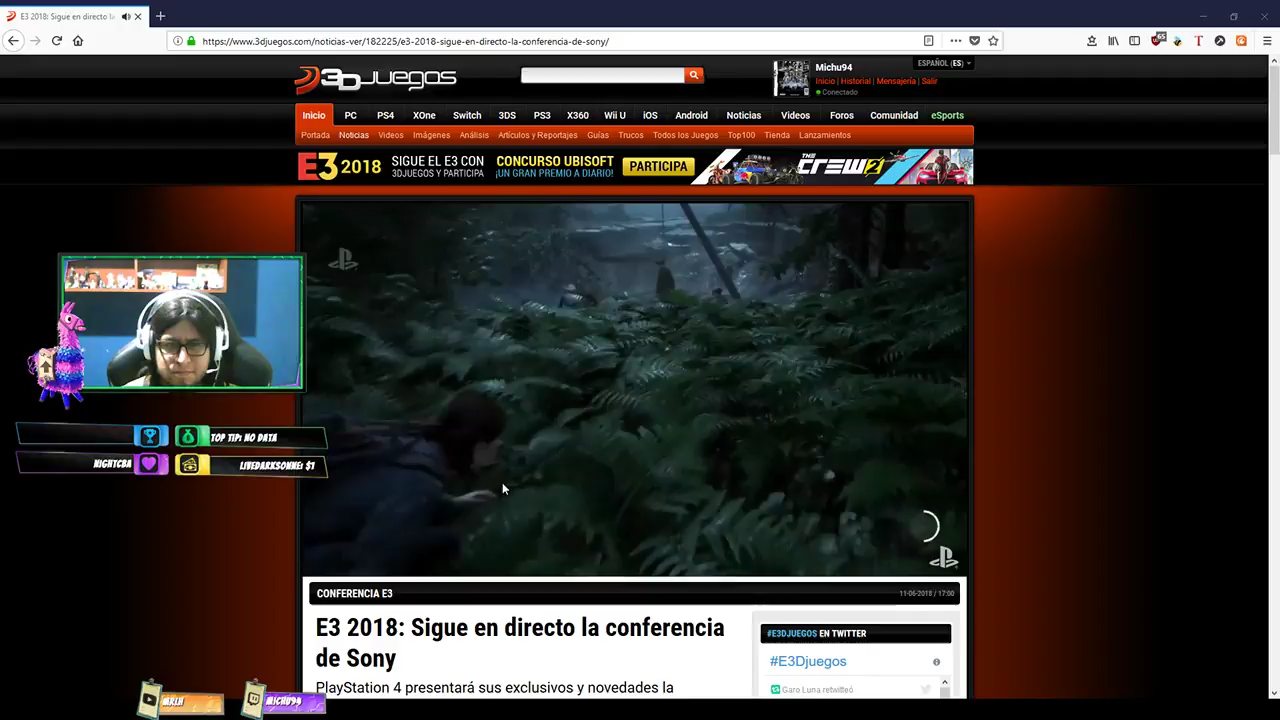 E3 2018: Sigue en directo la
https://www.3djuegos.com/noticias-ver/182225/e3-2018-sigue-en-directo-la-conferencia-de-sony/
65
3DJUEGOS
Michu94
Inicio | Historial | Mensajería | Salir
Conectado
ESPAÑOL (ES)
Inicio PC PS4 XOne Switch 3DS PS3 X360 Wii U iOS Android Noticias Videos Foros Comunidad eSports
Portada Noticias Videos Imágenes Análisis Artículos y Reportajes Guías Trucos Todos los Juegos Top100 Tienda Lanzamientos
E3 2018
SIGUE EL E3 CON
3DJUEGOS Y PARTICIPA
CONCURSO UBISOFT
¡UN GRAN PREMIO A DIARIO!
PARTICIPA
THE CREW 2
TOP TIP: NO DATA
NIGHTCBA
LIVEDARKSONNE: $1
CONFERENCIA E3
11-06-2018 / 17:00
E3 2018: Sigue en directo la conferencia
de Sony
PlayStation 4 presentará sus exclusivos y novedades la
#E3DJUEGOS EN TWITTER
#E3Djuegos
Garo Luna retwitteó
MRLH
MICHU94